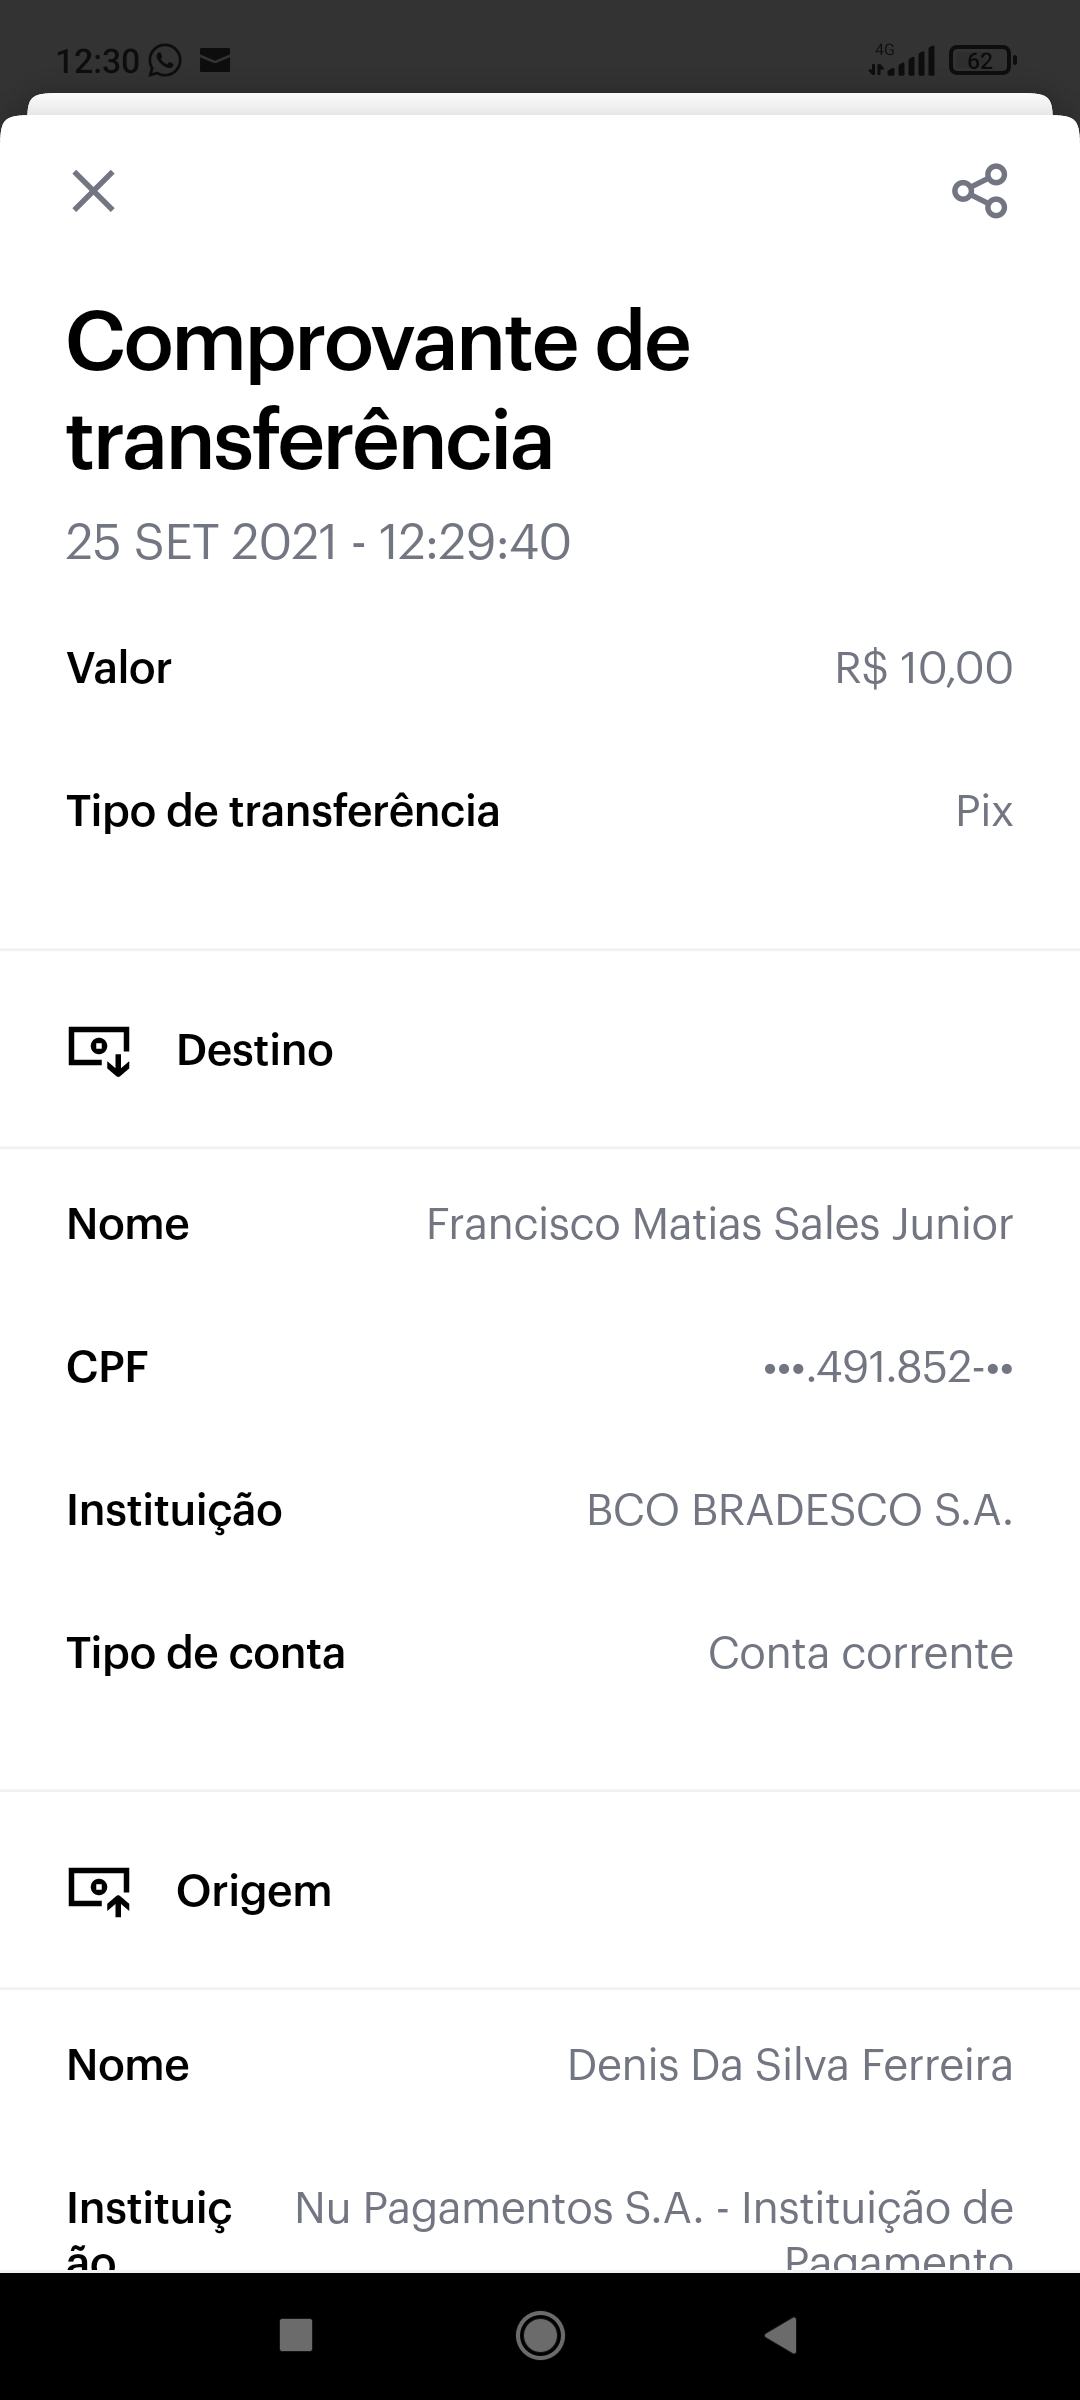 12:30
4G
62
Comprovante de
transferência
25 SET 2021 - 12:29:40
Valor R$ 10,00
Tipo de transferência Pix
Destino
Nome Francisco Matias Sales Junior
CPF •••.491.852-••
Instituição BCO BRADESCO S.A.
Tipo de conta Conta corrente
Origem
Nome Denis Da Silva Ferreira
Instituiç Nu Pagamentos S.A. - Instituição de
ão Pagamento